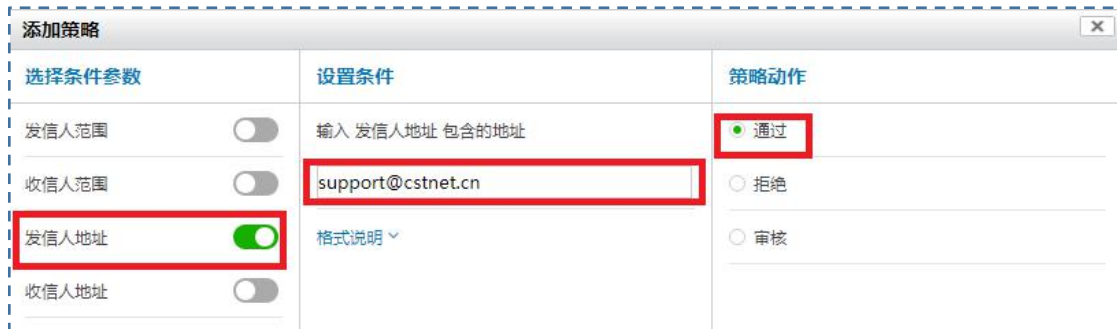 添加策略
选择条件参数
设置条件
策略动作
发信人范围
输入 发信人地址 包含的地址
通过
收信人范围
support@cstnet.cn
拒绝
发信人地址
格式说明
审核
收信人地址